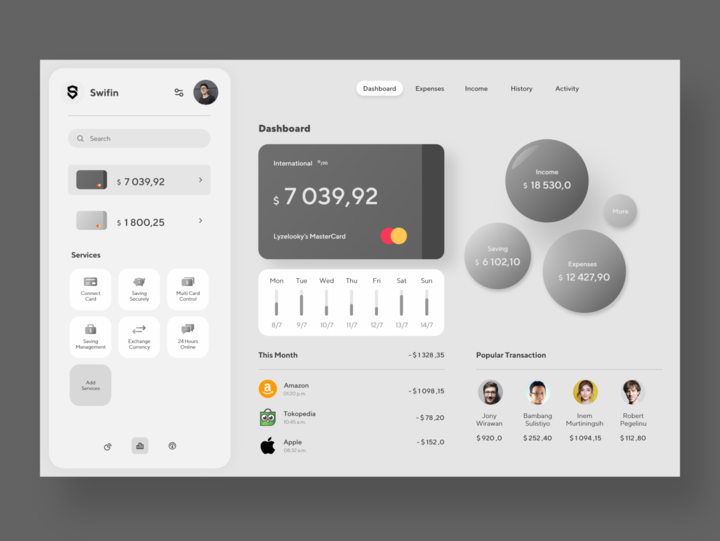 Swifin
Search
$ 7 039,92
$ 1 800,25
Services
Connect
Card
Saving
Securely
Multi Card
Control
Saving
Management
Exchange
Currency
24 Hours
Online
Add
Services
Dashboard
Expenses
Income
History
Activity
Dashboard
International
$ 7 039,92
Lyzelooky's MasterCard
Mon
Tue
Wed
Thu
Fri
Sat
Sun
8/7
9/7
10/7
11/7
12/7
13/7
14/7
Income
$ 18 530,0
More
Saving
$ 6 102,10
Expenses
$ 12 427,90
This Month
- $ 1 328 ,35
Amazon
01:00 p.m.
- $ 1 098,15
Tokopedia
10:45 a.m.
- $ 78,20
Apple
08:32 a.m.
- $ 152,0
Popular Transaction
Jony
Wirawan
$ 920,0
Bambang
Sulistiyo
$ 252,40
Inem
Murtiningsih
$ 1 094,15
Robert
Pegelinu
$ 112,80